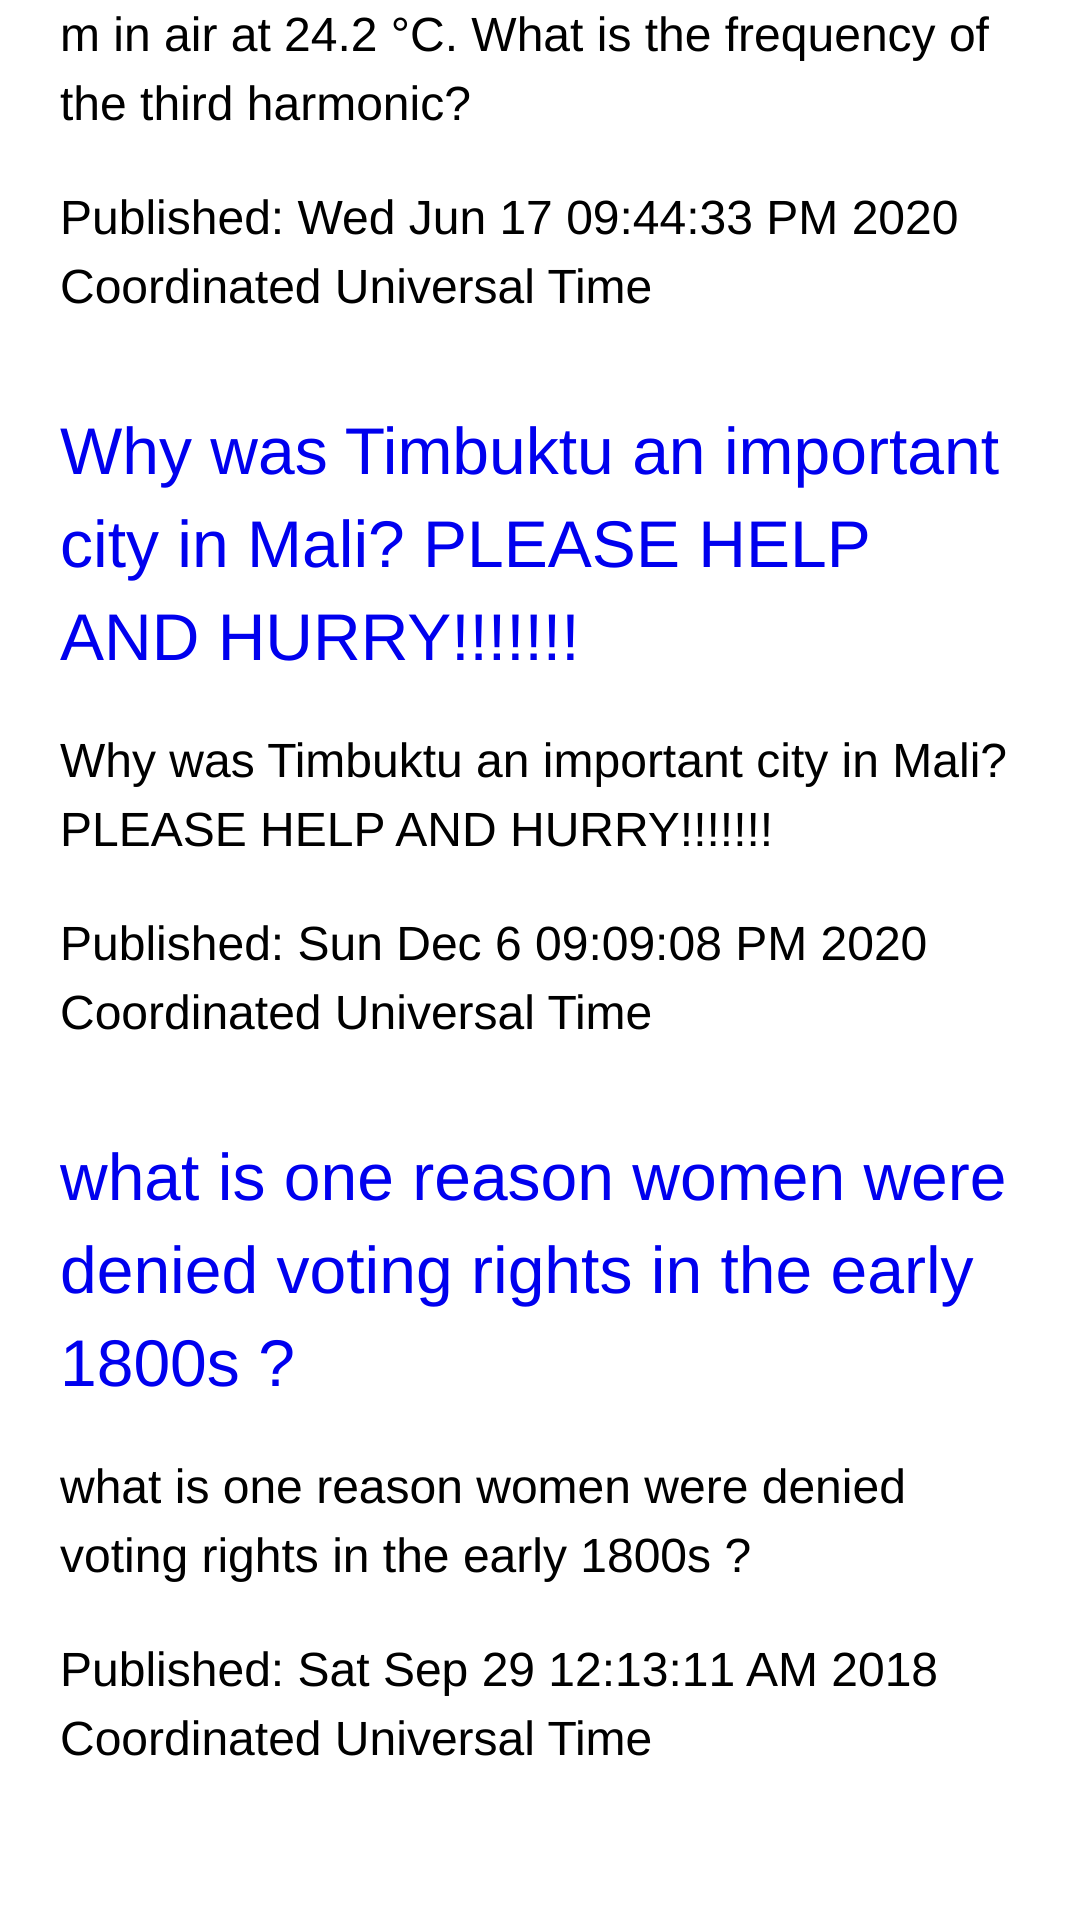 m in air at 24.2 °C. What is the frequency of
the third harmonic?
Published: Wed Jun 17 09:44:33 PM 2020
Coordinated Universal Time
Why was Timbuktu an important
city in Mali? PLEASE HELP
AND HURRY!!!!!!!
Why was Timbuktu an important city in Mali?
PLEASE HELP AND HURRY!!!!!!!
Published: Sun Dec 6 09:09:08 PM 2020
Coordinated Universal Time
what is one reason women were
denied voting rights in the early
1800s ?
what is one reason women were denied
voting rights in the early 1800s ?
Published: Sat Sep 29 12:13:11 AM 2018
Coordinated Universal Time